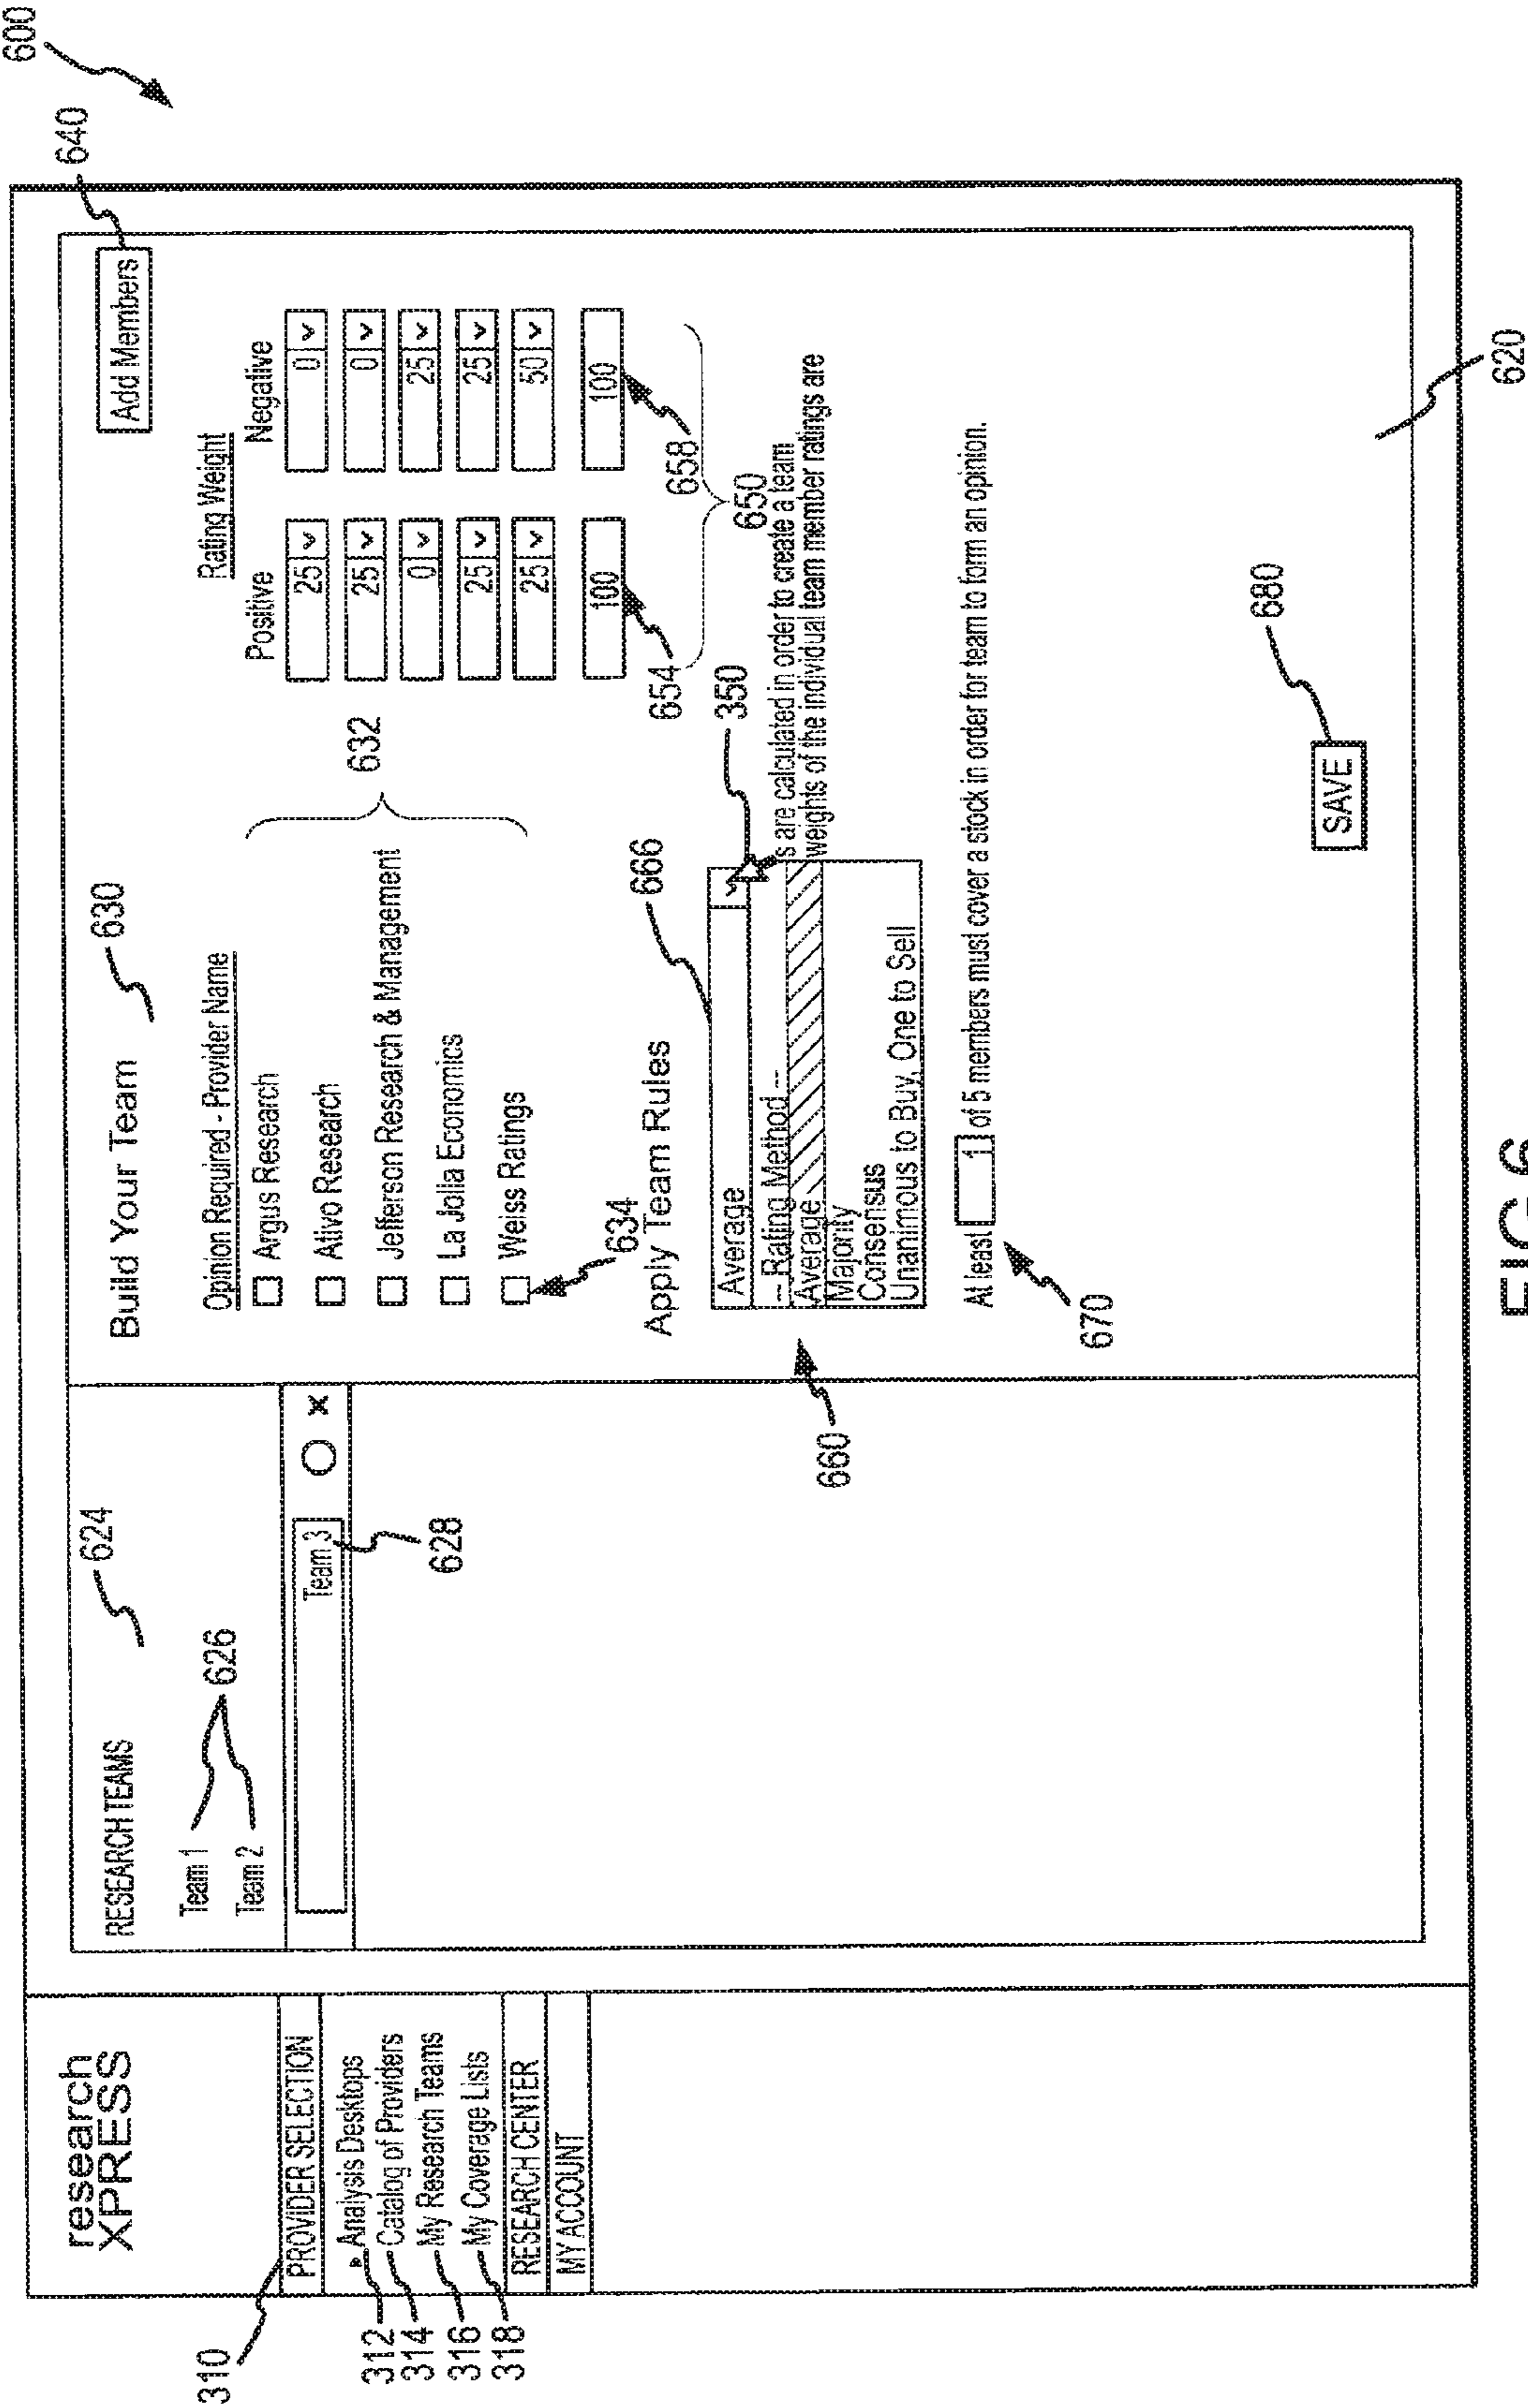 600
640
research
XPRESS
310
PROVIDER SELECTION
312
Analysis Desktops
314
Catalog of Providers
316
My Research Teams
318
My Coverage Lists
RESEARCH CENTER
MY ACCOUNT
RESEARCH TEAMS
624
Team 1
626
Team 2
Team 3
628
Build Your Team
630
Add Members
Opinion Required - Provider Name
Rating Weight
Positive Negative
Argus Research 25 0
Ativo Research 25 0
632
Jefferson Research & Management 0 25
La Jolla Economics 25 25
Weiss Ratings 25 50
634
100 100
654
658
650
Apply Team Rules
666
350
Average
660
-- Rating Method --
s are calculated in order to create a team
Average
weights of the individual team member ratings are
Majority
Consensus
Unanimous to Buy, One to Sell
At least 1 of 5 members must cover a stock in order for team to form an opinion.
670
680
SAVE
620
FIG.6